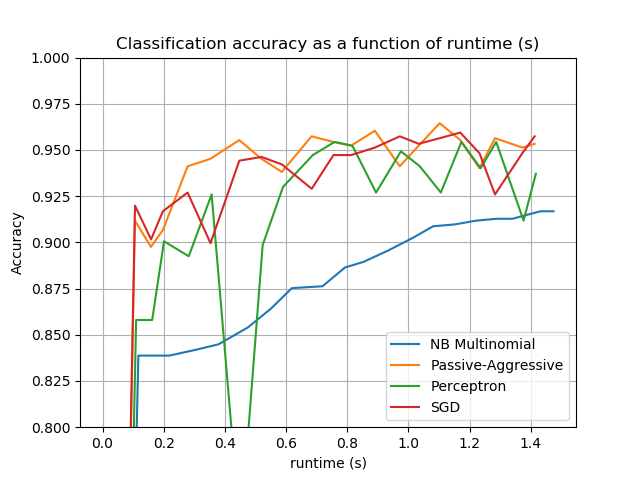 Classification accuracy as a function of runtime (s)
1.000
0.975
0.950
0.925
0.900
0.875
0.850
0.825
0.800
Accuracy
NB Multinomial
Passive-Aggressive
Perceptron
SGD
0.0 0.2 0.4 0.6 0.8 1.0 1.2 1.4
runtime (s)